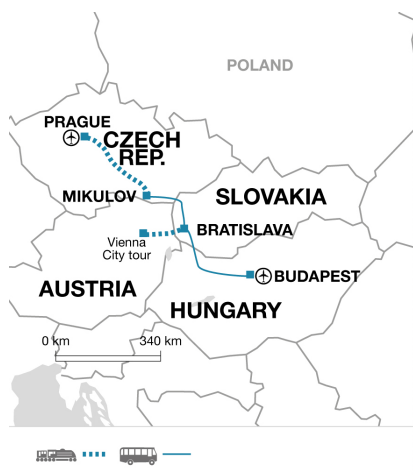 POLAND
PRAGUE
CZECH
REP.
MIKULOV
SLOVAKIA
BRATISLAVA
Vienna
City tour
BUDAPEST
AUSTRIA
HUNGARY
0 km 340 km